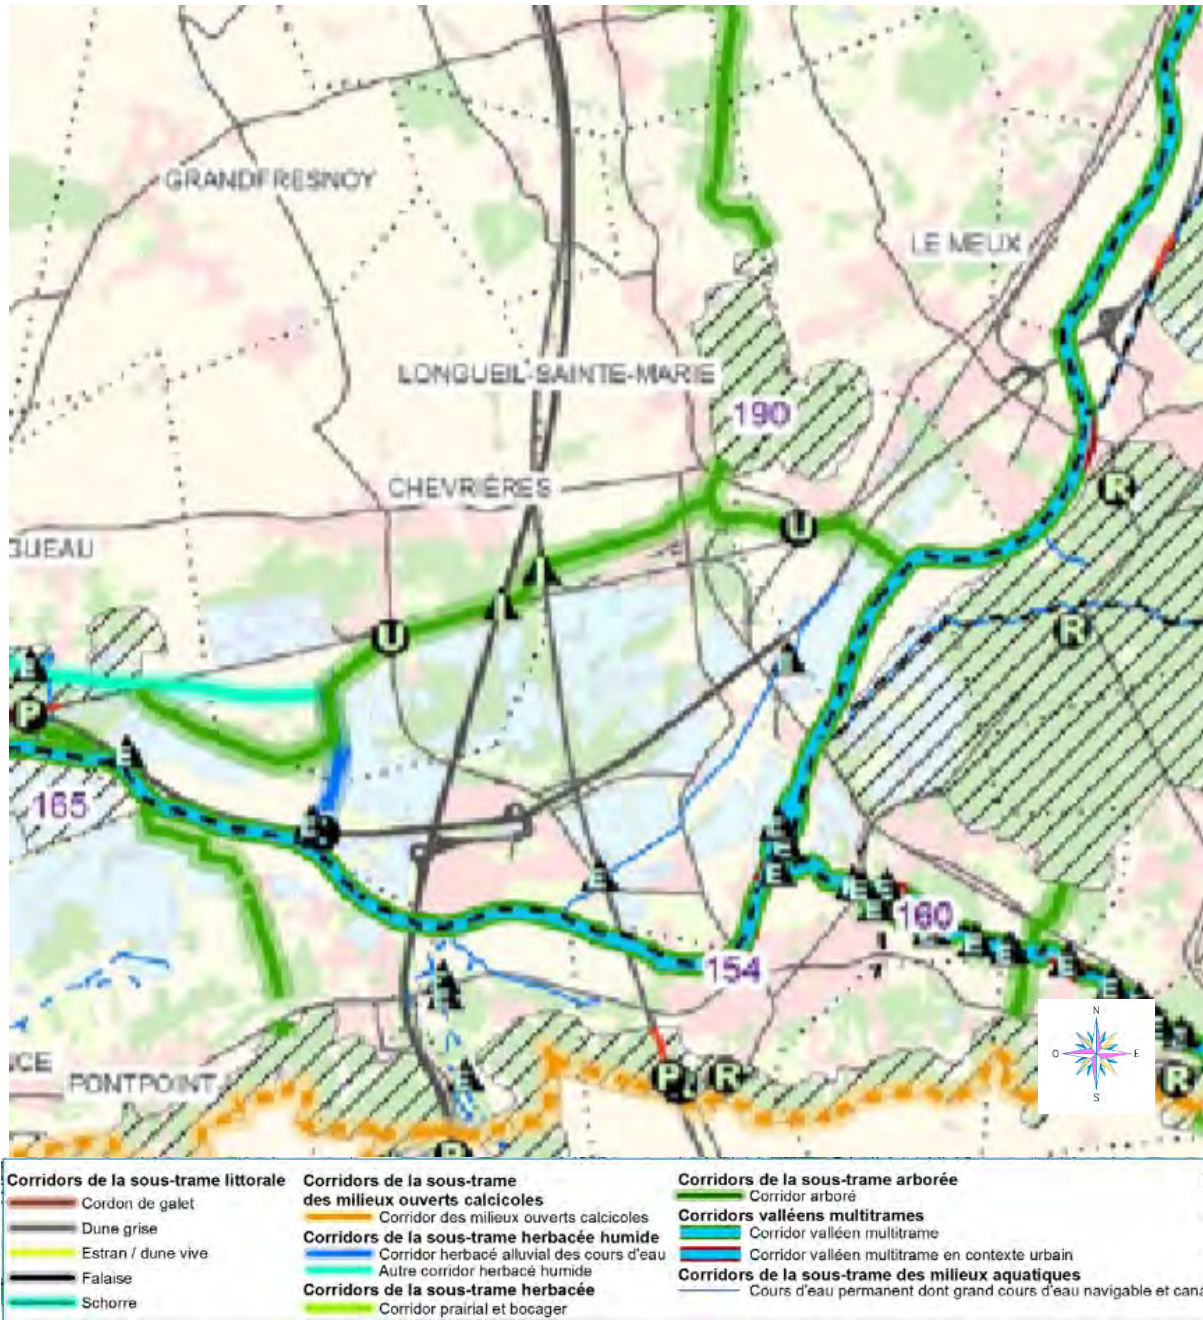 GRANDFRESNOY
LE MEUX
LONGUEIL-SAINTE-MARIE
190
CHEVRIÈRES
R
GUEAU
U
U
R
P
E
165
E
E
E
E
160
154
E
E
E
E
E
PONTPOINT
P
R
R
N
O
E
S
Corridors de la sous-trame littorale
Cordon de galet
Dune grise
Estran / dune vive
Falaise
Schorre
Corridors de la sous-trame
des milieux ouverts calcicoles
Corridor des milieux ouverts calcicoles
Corridors de la sous-trame herbacée humide
Corridor herbacé alluvial des cours d'eau
Autre corridor herbacé humide
Corridors de la sous-trame herbacée
Corridor prairial et bocager
Corridors de la sous-trame arborée
Corridor arboré
Corridors valléens multitrames
Corridor valléen multitrame
Corridor valléen multitrame en contexte urbain
Corridors de la sous-trame des milieux aquatiques
Cours d'eau permanent dont grand cours d'eau navigable et cana